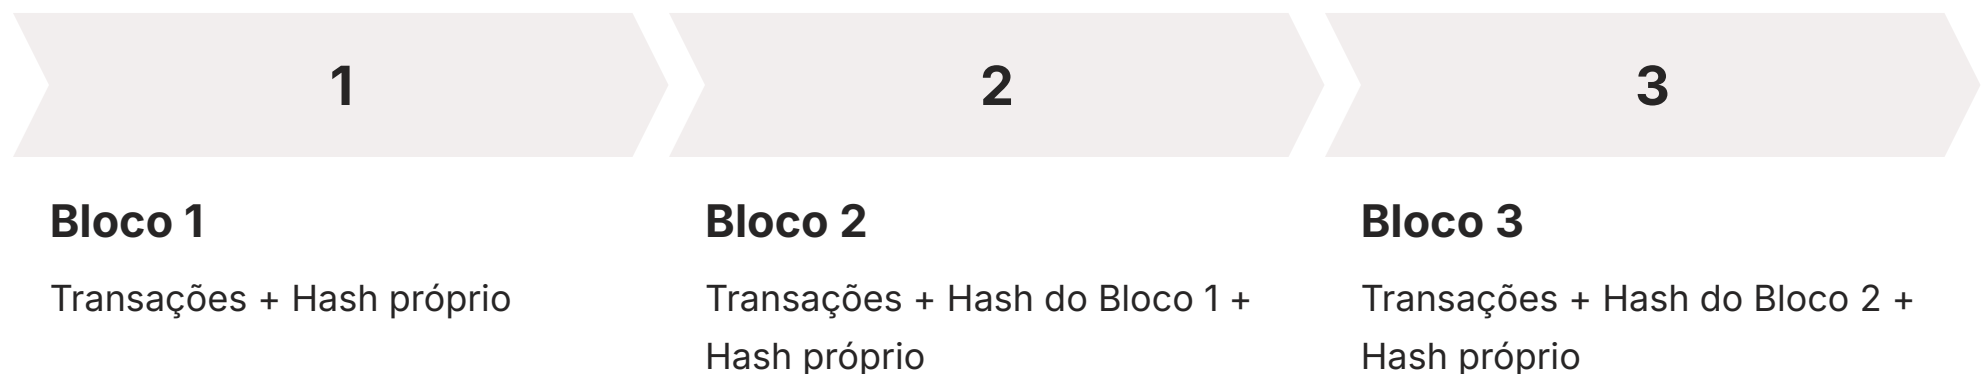 1
2
3
Bloco 1
Transações + Hash próprio
Bloco 2
Transações + Hash do Bloco 1 +
Hash próprio
Bloco 3
Transações + Hash do Bloco 2 +
Hash próprio